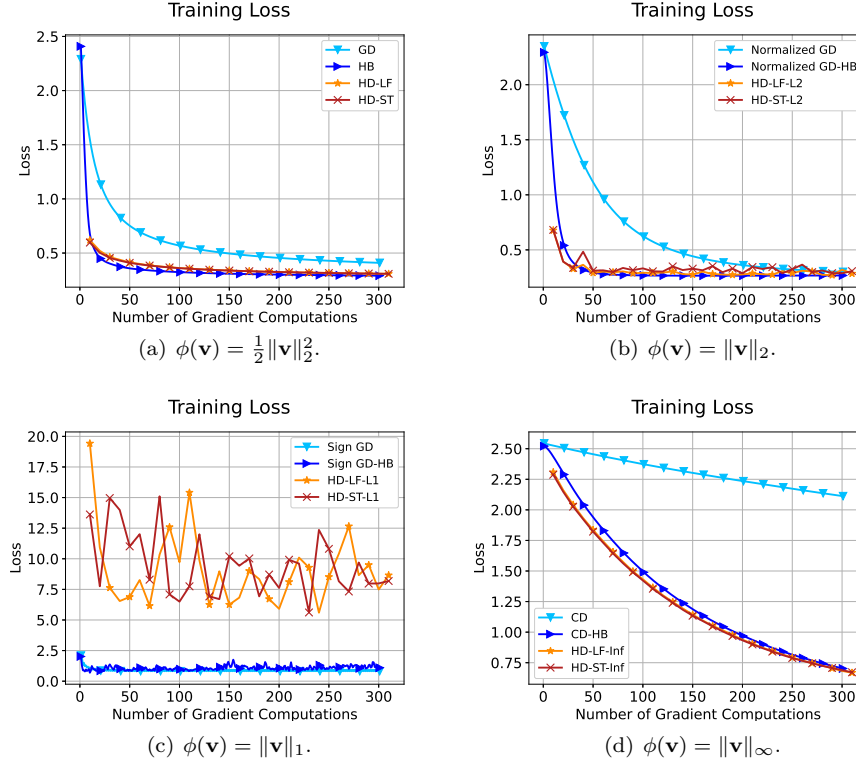 Training Loss
2.5
2.0
1.5
1.0
0.5
Loss
GD
HB
HD-LF
HD-ST
0 50 100 150 200 250 300
Number of Gradient Computations
(a) ϕ(𝐯) = ½‖𝐯‖₂².
Training Loss
2.0
1.5
1.0
0.5
Loss
Normalized GD
Normalized GD-HB
HD-LF-L2
HD-ST-L2
0 50 100 150 200 250 300
Number of Gradient Computations
(b) ϕ(𝐯) = ‖𝐯‖₂.
Training Loss
20.0
17.5
15.0
12.5
10.0
7.5
5.0
2.5
0.0
Loss
Sign GD
Sign GD-HB
HD-LF-L1
HD-ST-L1
0 50 100 150 200 250 300
Number of Gradient Computations
(c) ϕ(𝐯) = ‖𝐯‖₁.
Training Loss
2.50
2.25
2.00
1.75
1.50
1.25
1.00
0.75
Loss
CD
CD-HB
HD-LF-Inf
HD-ST-Inf
0 50 100 150 200 250 300
Number of Gradient Computations
(d) ϕ(𝐯) = ‖𝐯‖∞.